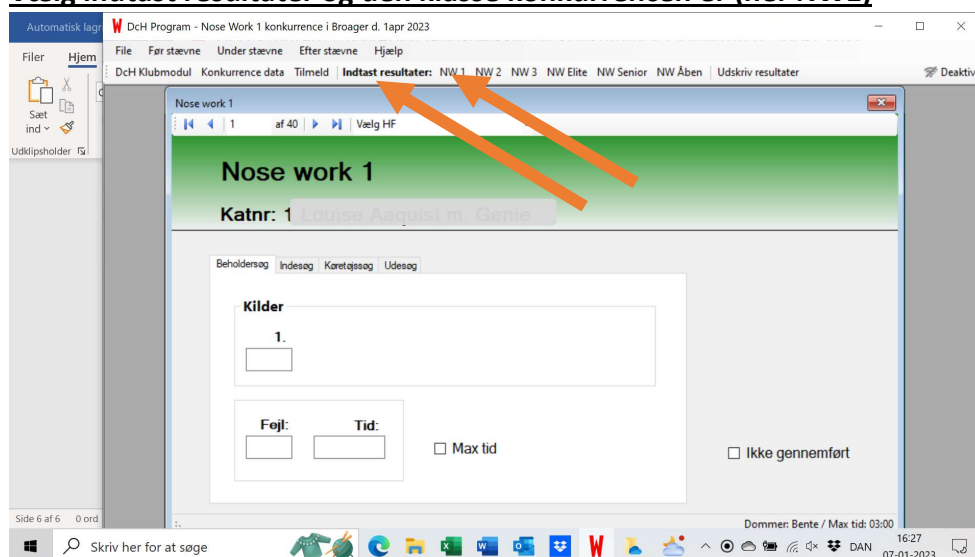 Vælg indtast resultater og den klasse konkurrencen er (her NW1)
Automatisk lagr
DcH Program - Nose Work 1 konkurrence i Broager d. 1apr 2023
Filer Hjem
File Før stævne Under stævne Efter stævne Hjælp
DcH Klubmodul Konkurrence data Tilmeld Indtast resultater: NW 1 NW 2 NW 3 NW Elite NW Senior NW Åben Udskriv resultater Deaktiv
Sæt
ind
Udklipsholder
Nose work 1
1 af 40 Vælg HF
Nose work 1
Katnr: 1 Louise Aaquist m. Genie
Beholdersøg Indesøg Køretøjssøg Udesøg
Kilder
1.
Fejl: Tid:
Max tid
Ikke gennemført
Dommer: Bente / Max tid: 03:00
Side 6 af 6 0 ord
Skriv her for at søge
DAN
16:27
07-01-2023